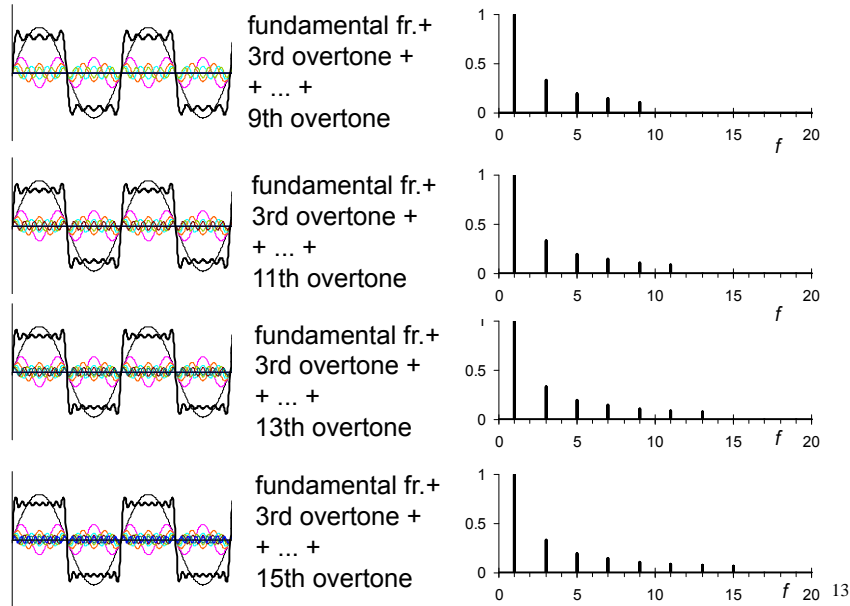 fundamental fr.+
3rd overtone +
+ ... +
9th overtone
1
0.5
0
0 5 10 15 20
f
fundamental fr.+
3rd overtone +
+ ... +
11th overtone
1
0.5
0
0 5 10 15 20
f
fundamental fr.+
3rd overtone +
+ ... +
13th overtone
1
0.5
0
0 5 10 15 20
f
fundamental fr.+
3rd overtone +
+ ... +
15th overtone
1
0.5
0
0 5 10 15 20
f
13